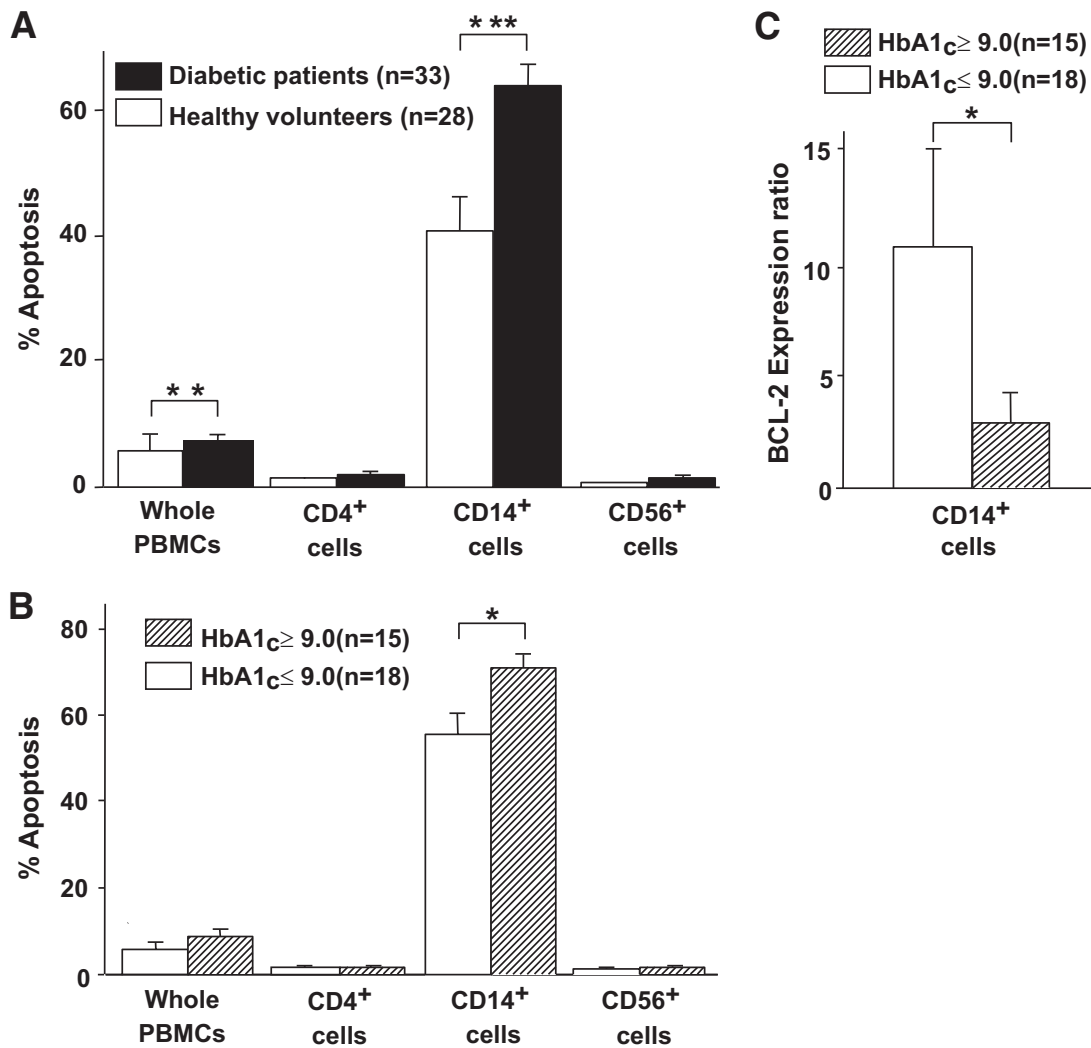 A
***
Diabetic patients (n=33)
Healthy volunteers (n=28)
% Apoptosis
60
40
20
0
**
Whole
PBMCs
CD4+
cells
CD14+
cells
CD56+
cells
C
HbA1c≥ 9.0(n=15)
HbA1c≤ 9.0(n=18)
*
BCL-2 Expression ratio
15
10
5
0
CD14+
cells
B
HbA1c≥ 9.0(n=15)
HbA1c≤ 9.0(n=18)
*
% Apoptosis
80
60
40
20
0
Whole
PBMCs
CD4+
cells
CD14+
cells
CD56+
cells